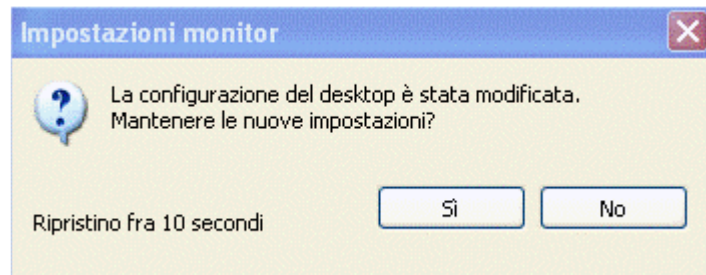 Impostazioni monitor
La configurazione del desktop è stata modificata.
Mantenere le nuove impostazioni?
Ripristino fra 10 secondi
Sì
No